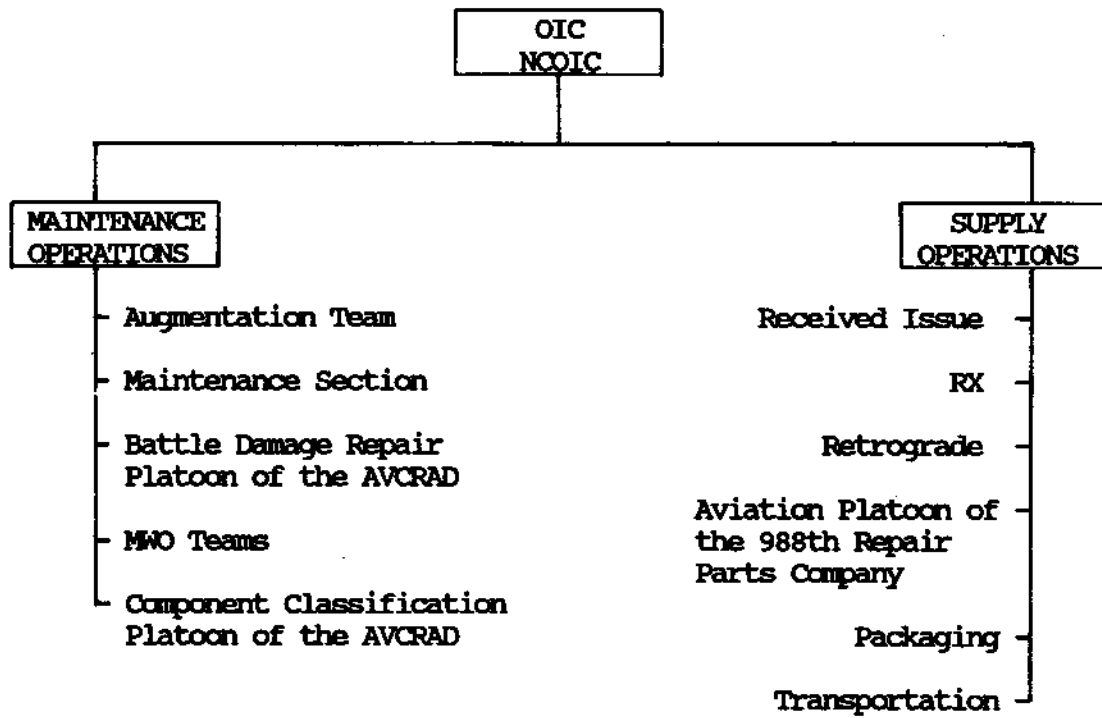 OIC
NCOIC
MAINTENANCE
OPERATIONS
Augmentation Team
Maintenance Section
Battle Damage Repair
Platoon of the AVCRAD
MWO Teams
Component Classification
Platoon of the AVCRAD
SUPPLY
OPERATIONS
Received Issue
RX
Retrograde
Aviation Platoon of
the 988th Repair
Parts Company
Packaging
Transportation